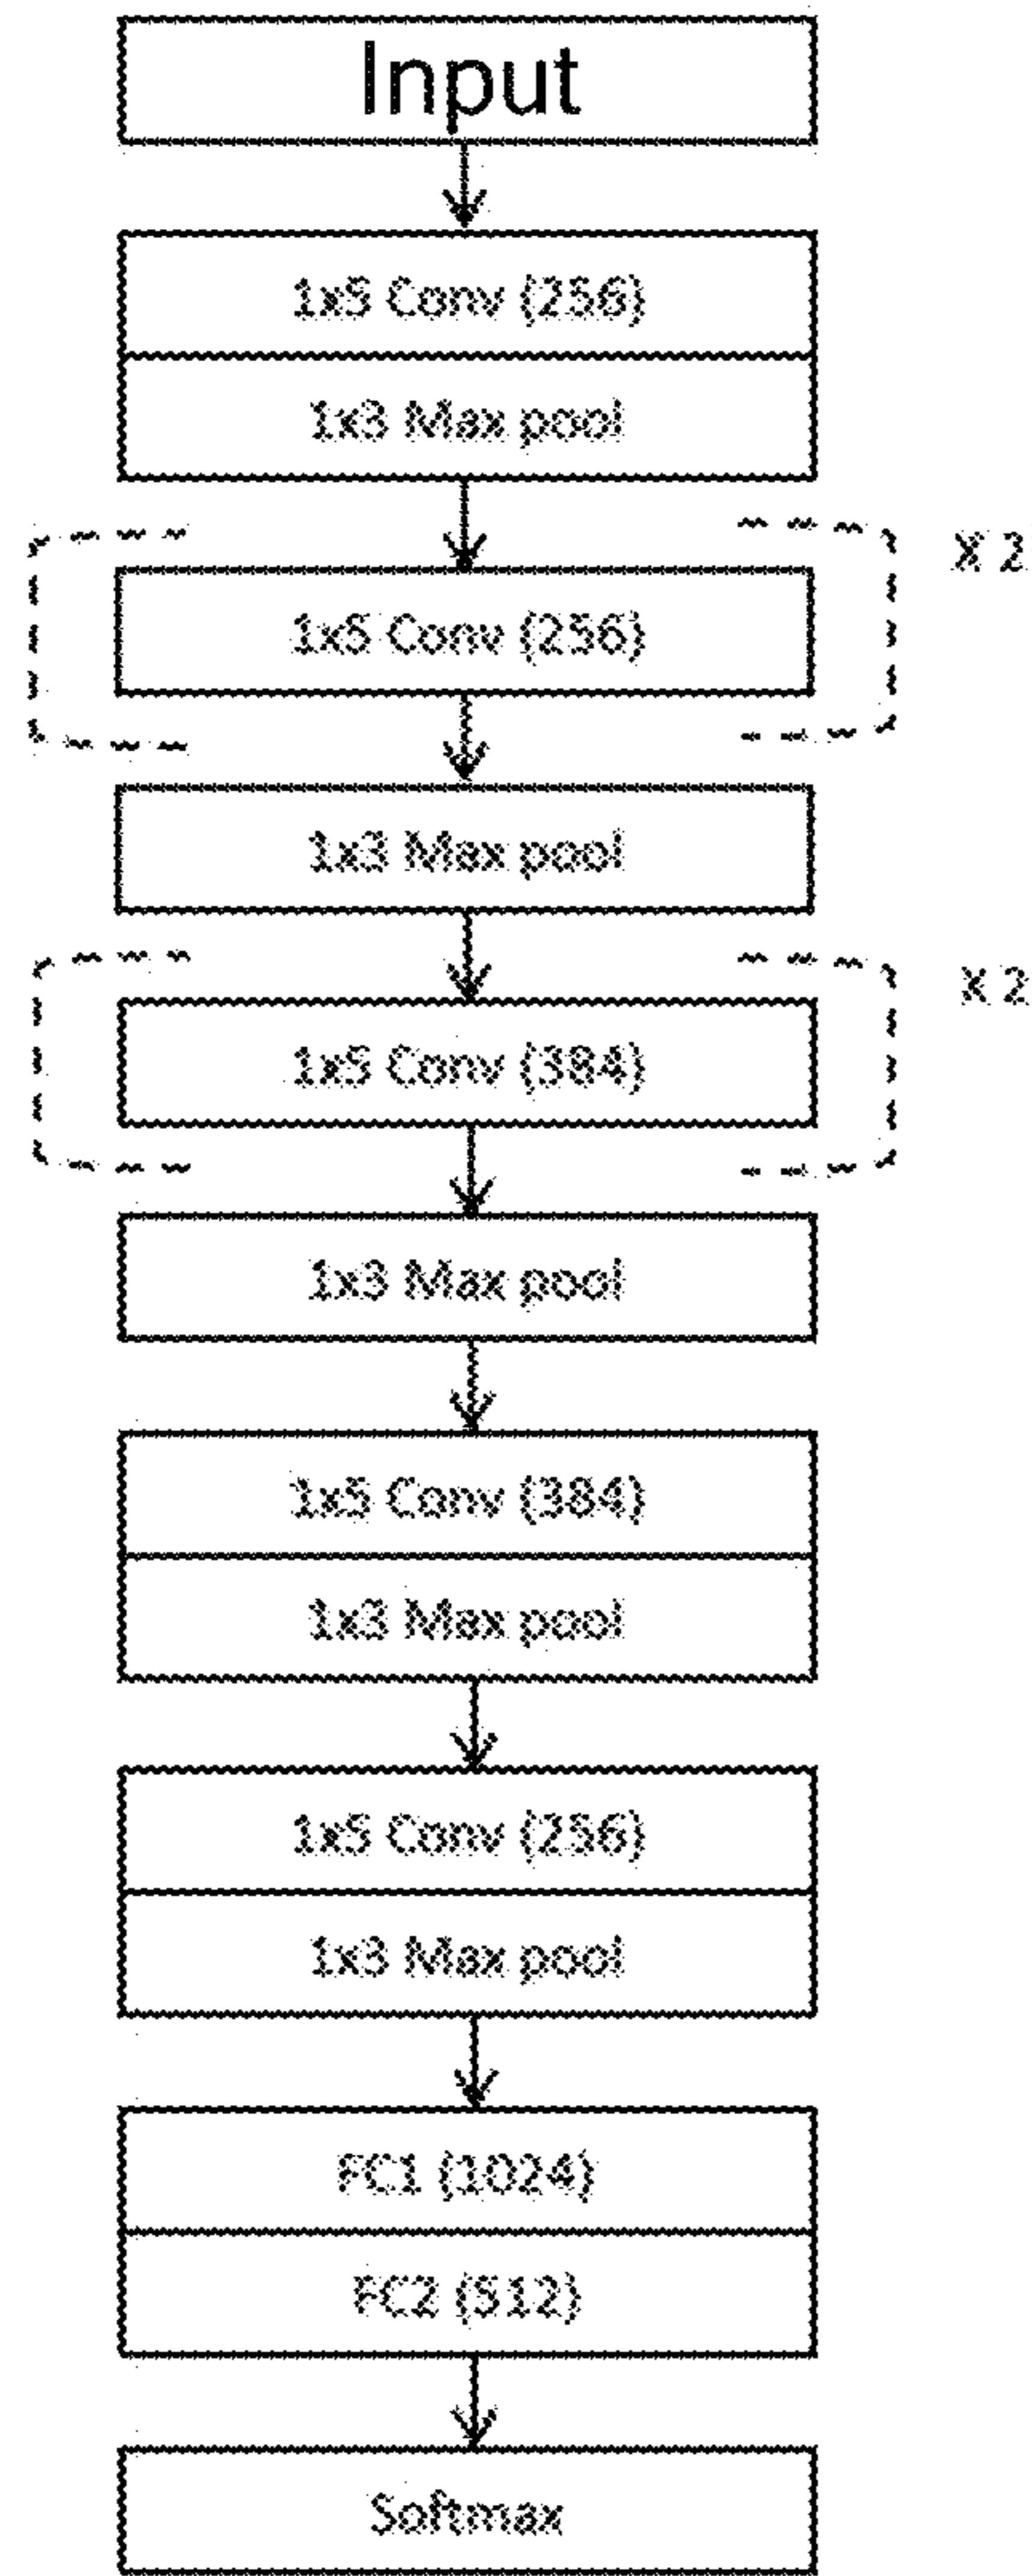 Input
1x5 Conv (256)
1x3 Max pool
X 2
1x5 Conv (256)
1x3 Max pool
X 2
1x5 Conv (384)
1x3 Max pool
1x5 Conv (384)
1x3 Max pool
1x5 Conv (256)
1x3 Max pool
FC1 (1024)
FC2 (512)
Softmax